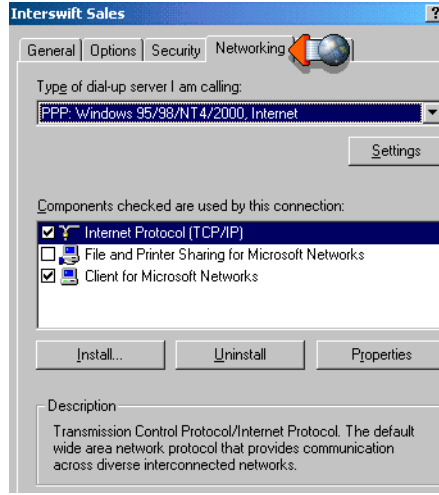 Interswift Sales
?
General Options Security Networking
Type of dial-up server I am calling:
PPP: Windows 95/98/NT4/2000, Internet
Settings
Components checked are used by this connection:
Internet Protocol (TCP/IP)
File and Printer Sharing for Microsoft Networks
Client for Microsoft Networks
Install... Uninstall Properties
Description
Transmission Control Protocol/Internet Protocol. The default
wide area network protocol that provides communication
across diverse interconnected networks.